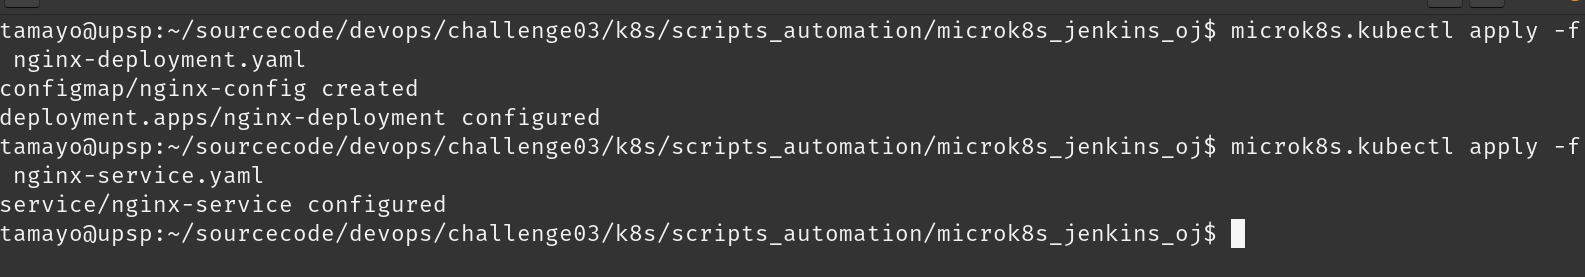 tamayo@upsp:~/sourcecode/devops/challenge03/k8s/scripts_automation/microk8s_jenkins_oj$ microk8s.kubectl apply -f
 nginx-deployment.yaml
configmap/nginx-config created
deployment.apps/nginx-deployment configured
tamayo@upsp:~/sourcecode/devops/challenge03/k8s/scripts_automation/microk8s_jenkins_oj$ microk8s.kubectl apply -f
 nginx-service.yaml
service/nginx-service configured
tamayo@upsp:~/sourcecode/devops/challenge03/k8s/scripts_automation/microk8s_jenkins_oj$